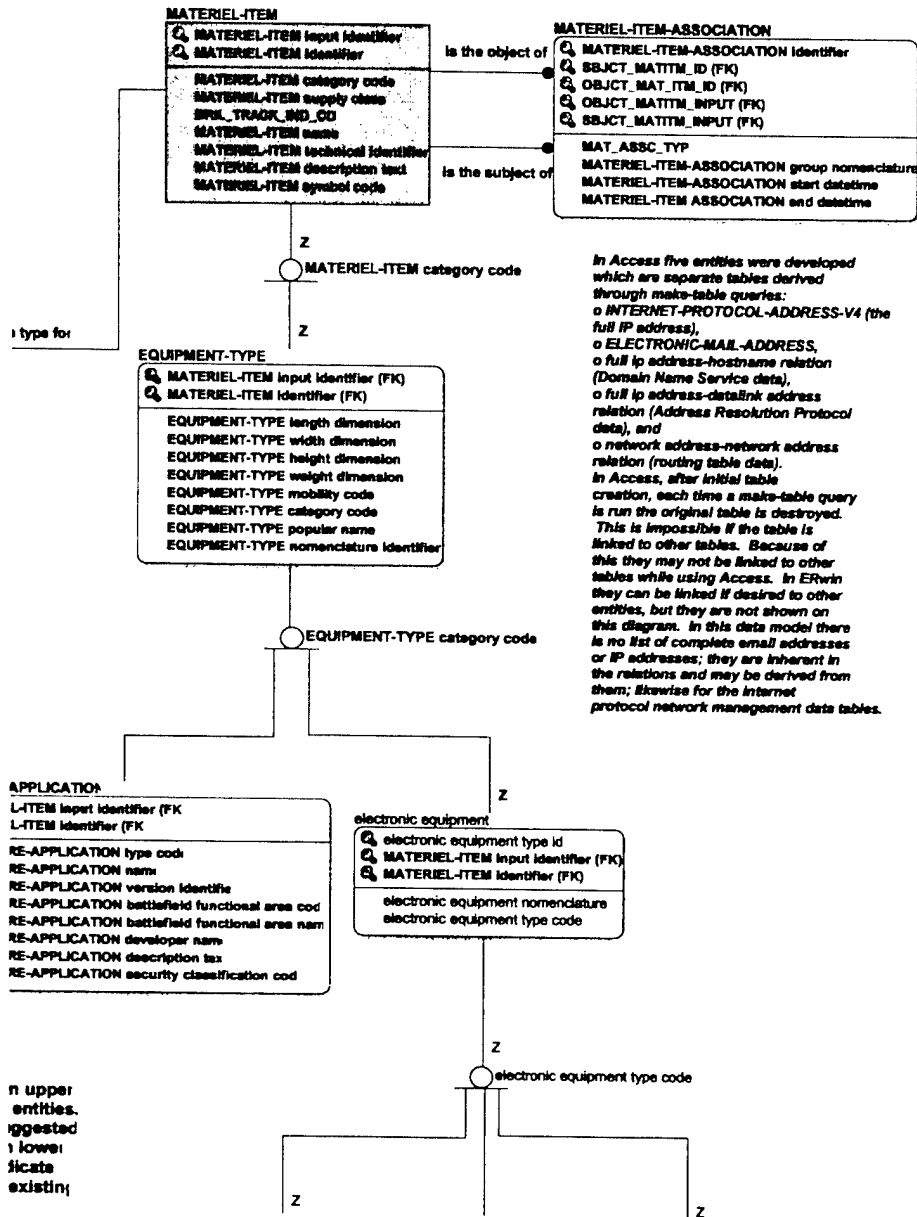 MATERIEL-ITEM
MATERIEL-ITEM input identifier
MATERIEL-ITEM identifier
MATERIEL-ITEM category code
MATERIEL-ITEM supply class
BRIL_TRACK_IND_CD
MATERIEL-ITEM name
MATERIEL-ITEM technical identifier
MATERIEL-ITEM description text
MATERIEL-ITEM symbol code
is the object of
is the subject of
MATERIEL-ITEM-ASSOCIATION
MATERIEL-ITEM-ASSOCIATION identifier
SBJCT_MATITM_ID (FK)
OBJCT_MAT_ITM_ID (FK)
OBJCT_MATITM_INPUT (FK)
SBJCT_MATITM_INPUT (FK)
MAT_ASSC_TYP
MATERIEL-ITEM-ASSOCIATION group nomenclature
MATERIEL-ITEM-ASSOCIATION start datetime
MATERIEL-ITEM ASSOCIATION end datetime
Z
MATERIEL-ITEM category code
Z
type for
In Access five entities were developed
which are separate tables derived
through make-table queries:
o INTERNET-PROTOCOL-ADDRESS-V4 (the
full IP address),
o ELECTRONIC-MAIL-ADDRESS,
o full ip address-hostname relation
(Domain Name Service data),
o full ip address-datalink address
relation (Address Resolution Protocol
data), and
o network address-network address
relation (routing table data).
In Access, after initial table
creation, each time a make-table query
is run the original table is destroyed.
This is impossible if the table is
linked to other tables. Because of
this they may not be linked to other
tables while using Access. In ERwin
they can be linked if desired to other
entities, but they are not shown on
this diagram. In this data model there
is no list of complete email addresses
or IP addresses; they are inherent in
the relations and may be derived from
them; likewise for the internet
protocol network management data tables.
EQUIPMENT-TYPE
MATERIEL-ITEM input identifier (FK)
MATERIEL-ITEM identifier (FK)
EQUIPMENT-TYPE length dimension
EQUIPMENT-TYPE width dimension
EQUIPMENT-TYPE height dimension
EQUIPMENT-TYPE weight dimension
EQUIPMENT-TYPE mobility code
EQUIPMENT-TYPE category code
EQUIPMENT-TYPE popular name
EQUIPMENT-TYPE nomenclature identifier
EQUIPMENT-TYPE category code
APPLICATION
L-ITEM input identifier (FK
L-ITEM identifier (FK
RE-APPLICATION type code
RE-APPLICATION name
RE-APPLICATION version identifie
RE-APPLICATION battlefield functional area cod
RE-APPLICATION battlefield functional area nam
RE-APPLICATION developer name
RE-APPLICATION description tex
RE-APPLICATION security classification cod
Z
electronic equipment
electronic equipment type id
MATERIEL-ITEM input identifier (FK)
MATERIEL-ITEM identifier (FK)
electronic equipment nomenclature
electronic equipment type code
Z
electronic equipment type code
n upper
entities.
ggested
lower
dicate
existing
Z
Z